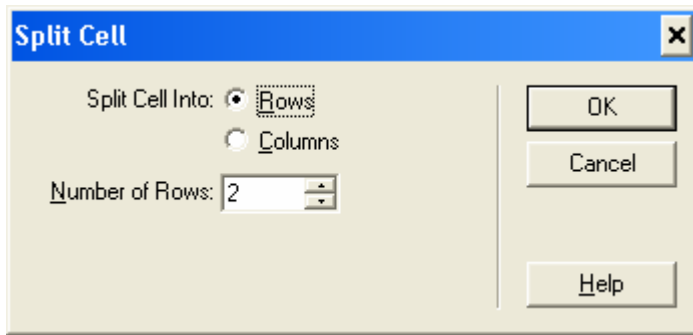 Split Cell
Split Cell Into: Rows
Columns
Number of Rows: 2
OK
Cancel
Help